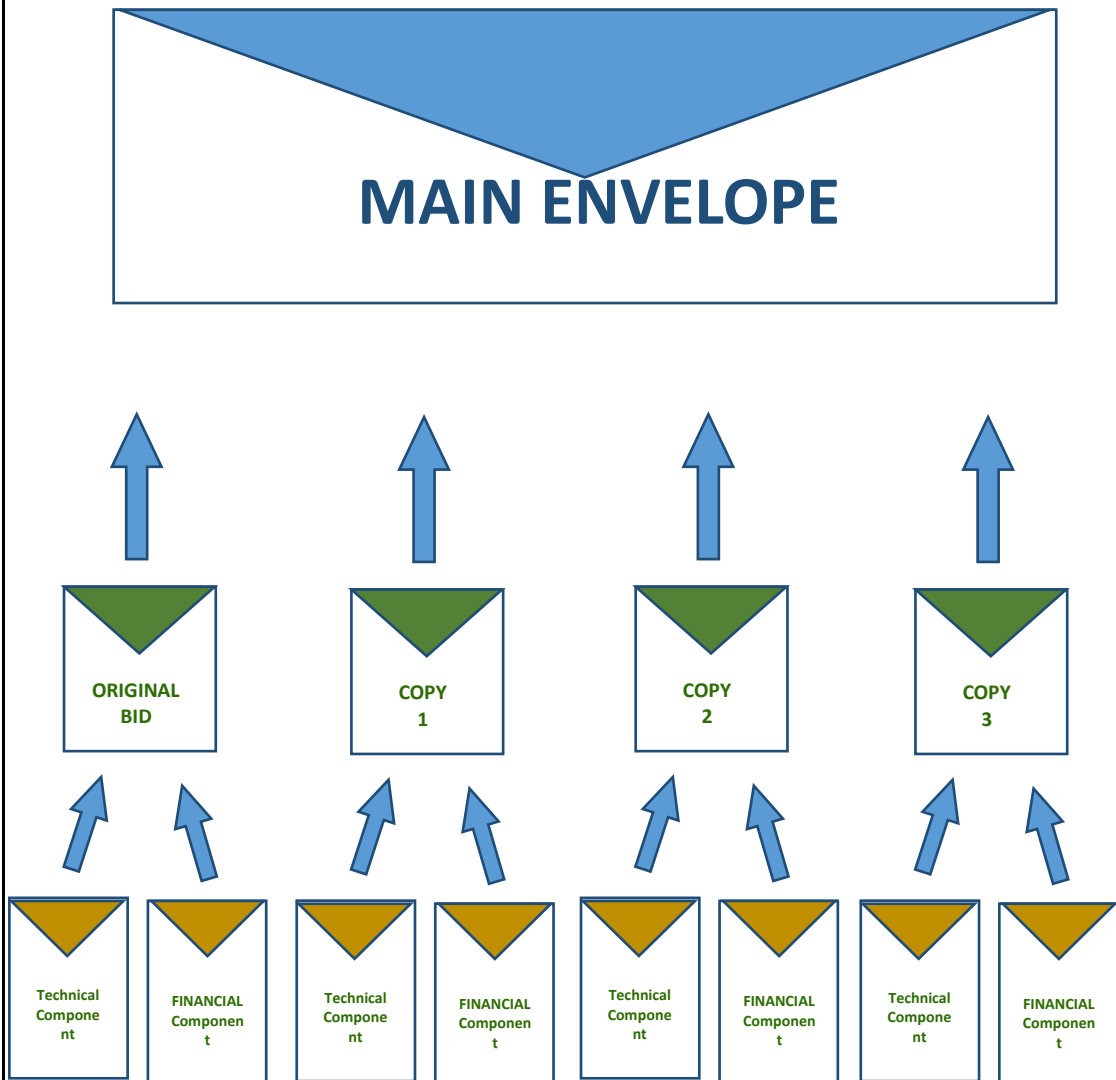 MAIN ENVELOPE
ORIGINAL
BID
COPY
1
COPY
2
COPY
3
Technical
Compone
nt
FINANCIAL
Componen
t
Technical
Compone
nt
FINANCIAL
Componen
t
Technical
Compone
nt
FINANCIAL
Componen
t
Technical
Compone
nt
FINANCIAL
Componen
t